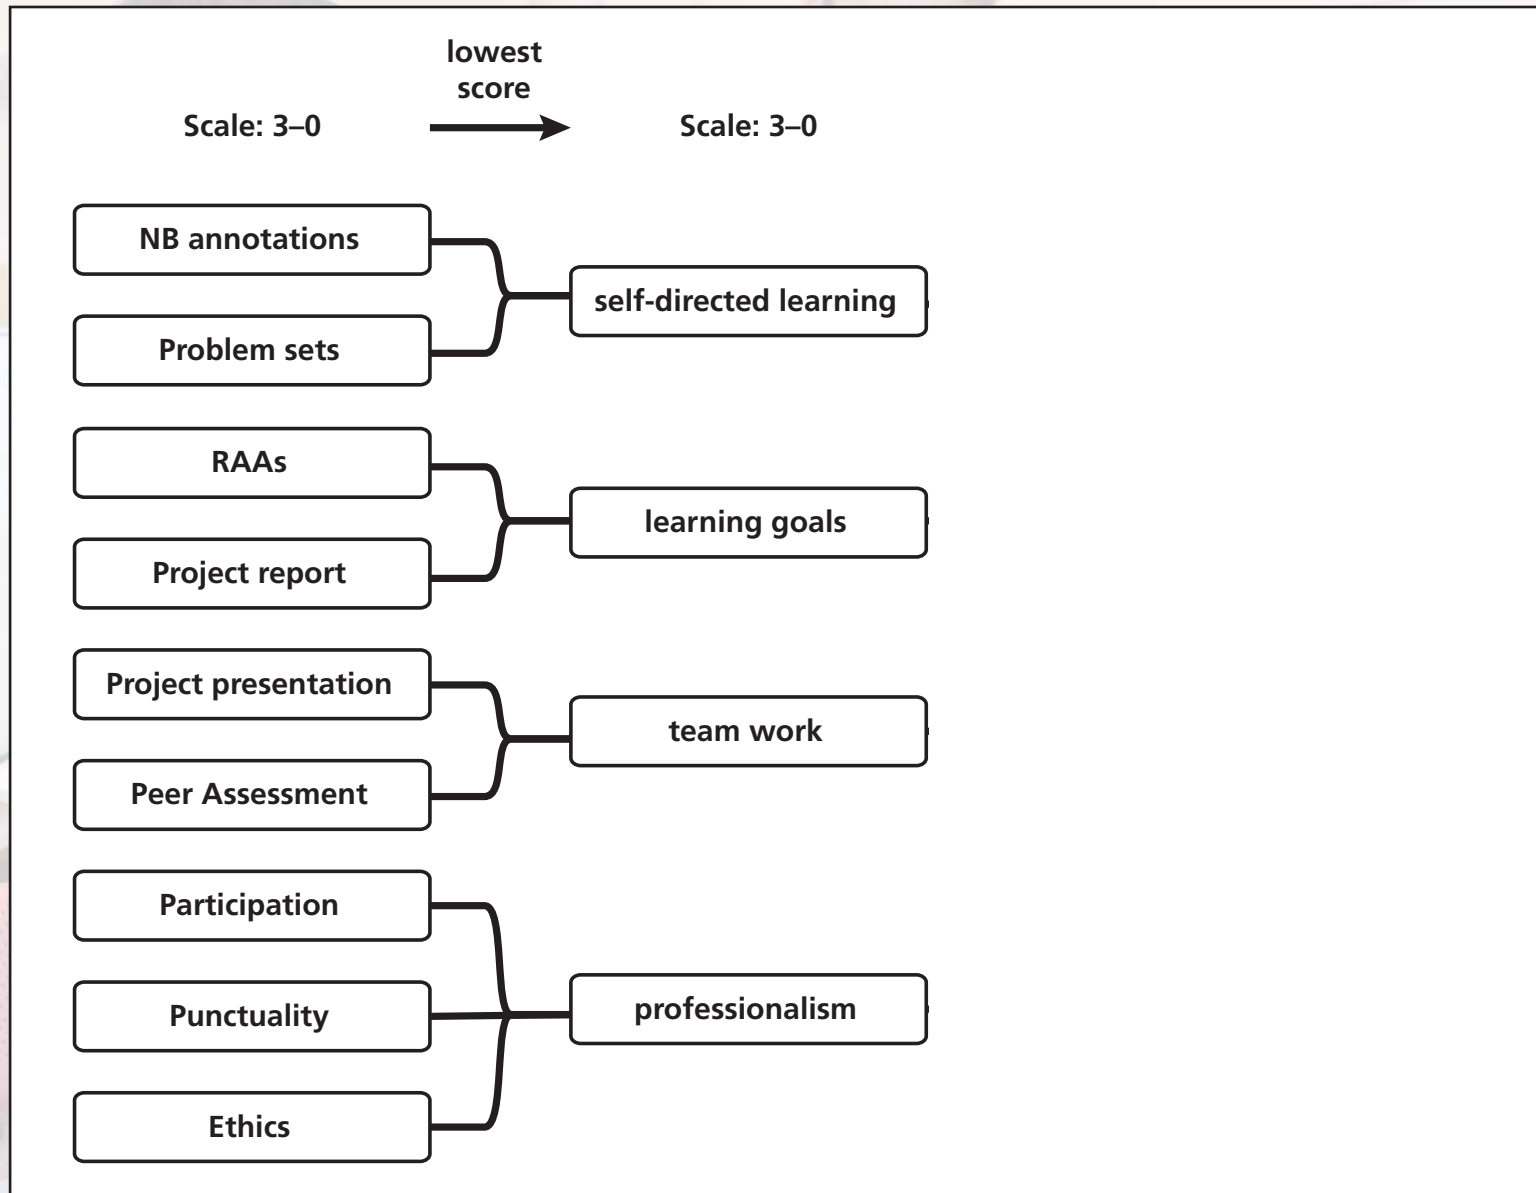 lowest
score
Scale: 3–0
Scale: 3–0
NB annotations
Problem sets
self-directed learning
RAAs
Project report
learning goals
Project presentation
Peer Assessment
team work
Participation
Punctuality
Ethics
professionalism